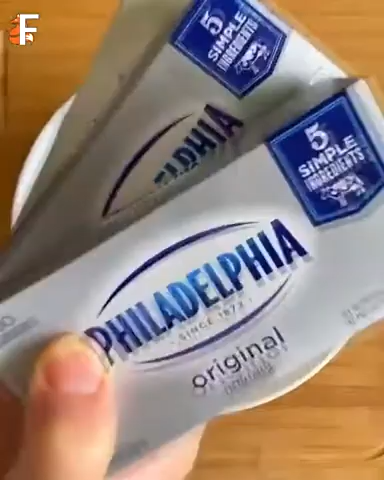 F
5
SIMPLE
INGREDIENTS
5
SIMPLE
INGREDIENTS
PHILADELPHIA
PHILADELPHIA
SINCE 1872
original